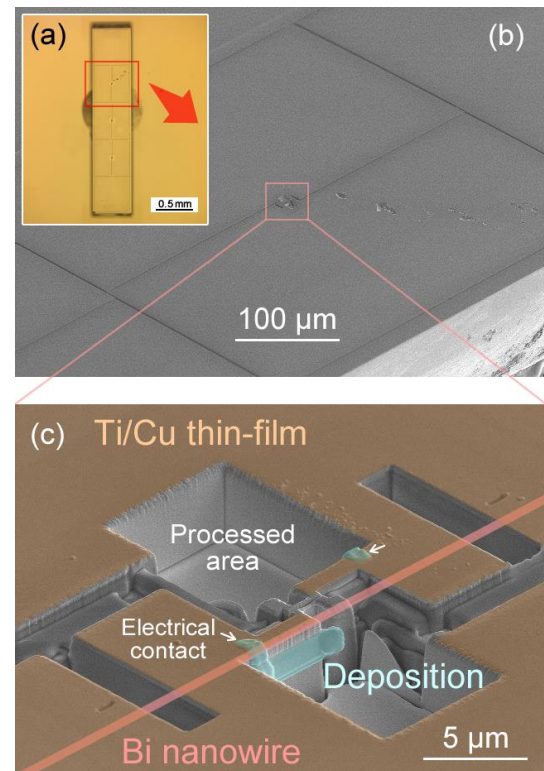 (a)
(b)
0.5 mm
100 µm
(c)
Ti/Cu thin-film
Processed
area
Electrical
contact
Deposition
Bi nanowire
5 µm